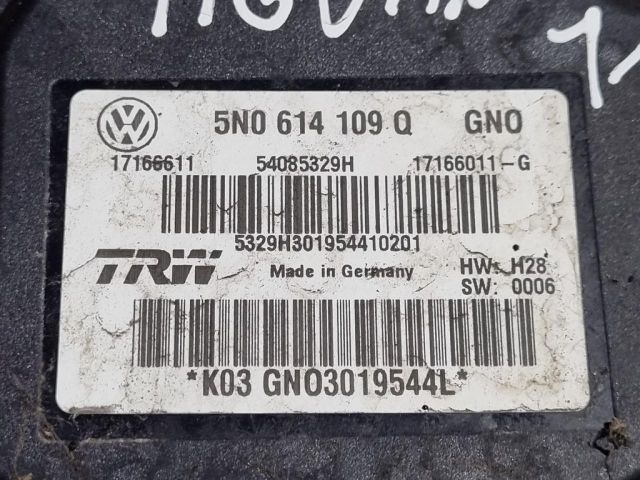 5N0 614 109 Q GNO
17166611 54085329H 17166011-G
5329H301954410201
TRW Made in Germany HW: H28
SW: 0006
*K03 GNO3019544L*